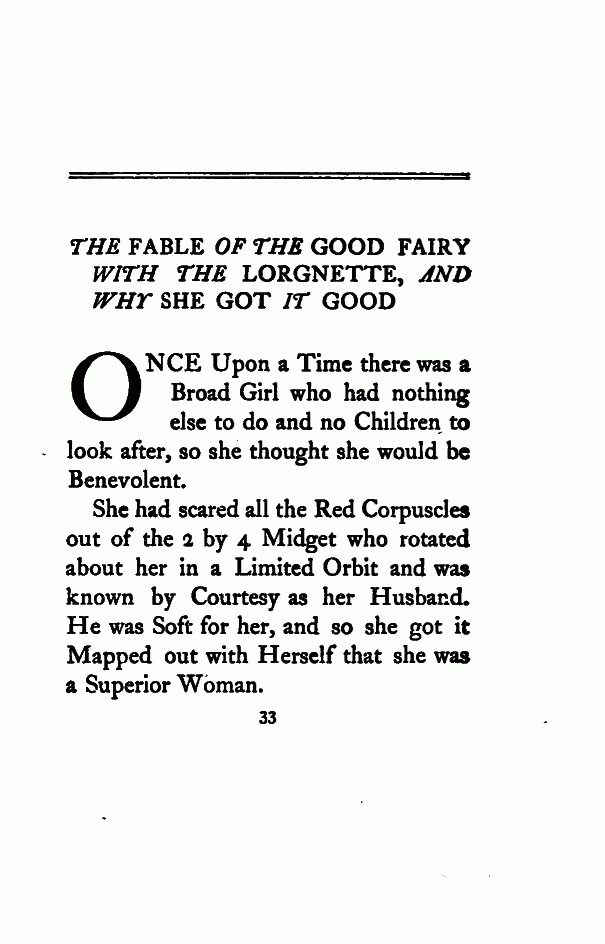 THE FABLE OF THE GOOD FAIRY
WITH THE LORGNETTE, AND
WHY SHE GOT IT GOOD
ONCE Upon a Time there was a
Broad Girl who had nothing
else to do and no Children to
look after, so she thought she would be
Benevolent.
She had scared all the Red Corpuscles
out of the 2 by 4 Midget who rotated
about her in a Limited Orbit and was
known by Courtesy as her Husband.
He was Soft for her, and so she got it
Mapped out with Herself that she was
a Superior Woman.
33